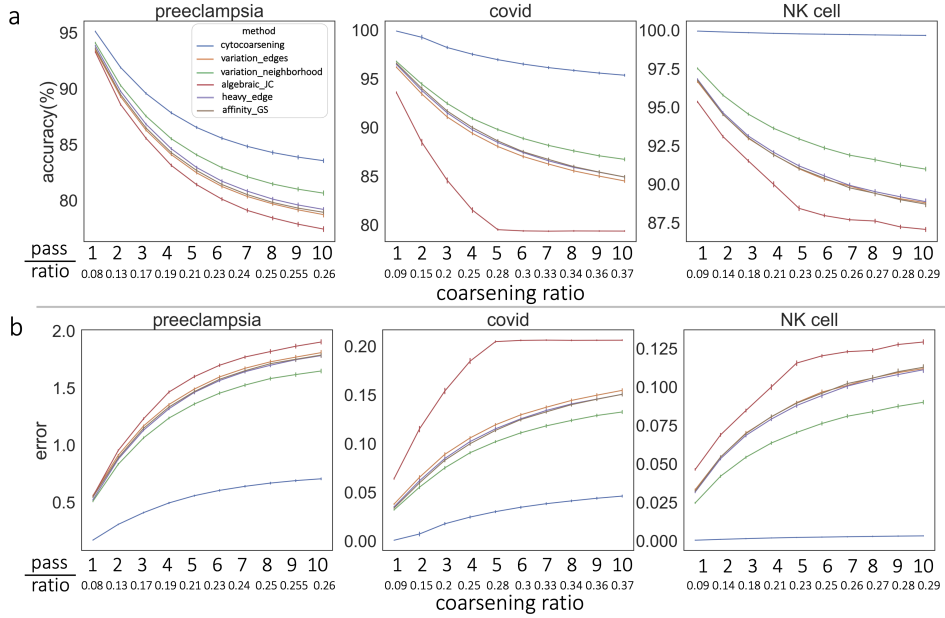 a
preeclampsia
covid
NK cell
95
90
85
80
accuracy(%)
method
cytocoarsening
variation_edges
variation_neighborhood
algebraic_JC
heavy_edge
affinity_GS
100
95
90
85
80
100.0
97.5
95.0
92.5
90.0
87.5
pass 1 2 3 4 5 6 7 8 9 10
ratio 0.08 0.13 0.17 0.19 0.21 0.23 0.24 0.25 0.255 0.26
1 2 3 4 5 6 7 8 9 10
0.09 0.15 0.2 0.25 0.28 0.3 0.33 0.34 0.36 0.37
1 2 3 4 5 6 7 8 9 10
0.09 0.14 0.18 0.21 0.23 0.25 0.26 0.27 0.28 0.29
coarsening ratio
b
preeclampsia
covid
NK cell
2.0
1.5
1.0
0.5
error
0.20
0.15
0.10
0.05
0.00
0.125
0.100
0.075
0.050
0.025
0.000
pass 1 2 3 4 5 6 7 8 9 10
ratio 0.08 0.13 0.17 0.19 0.21 0.23 0.24 0.25 0.255 0.26
1 2 3 4 5 6 7 8 9 10
0.09 0.15 0.2 0.25 0.28 0.3 0.33 0.34 0.36 0.37
1 2 3 4 5 6 7 8 9 10
0.09 0.14 0.18 0.21 0.23 0.25 0.26 0.27 0.28 0.29
coarsening ratio